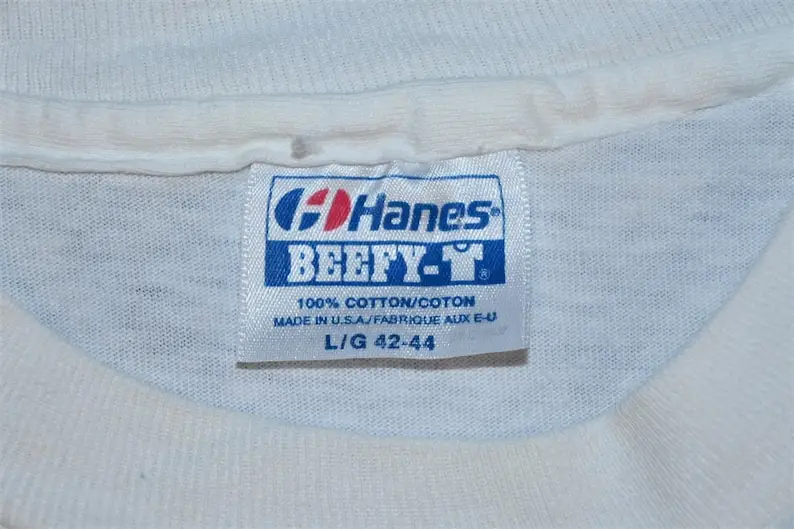 Hanes®
BEEFY-T®
100% COTTON/COTON
MADE IN U.S.A./FABRIQUE AUX E-U
L/G 42-44